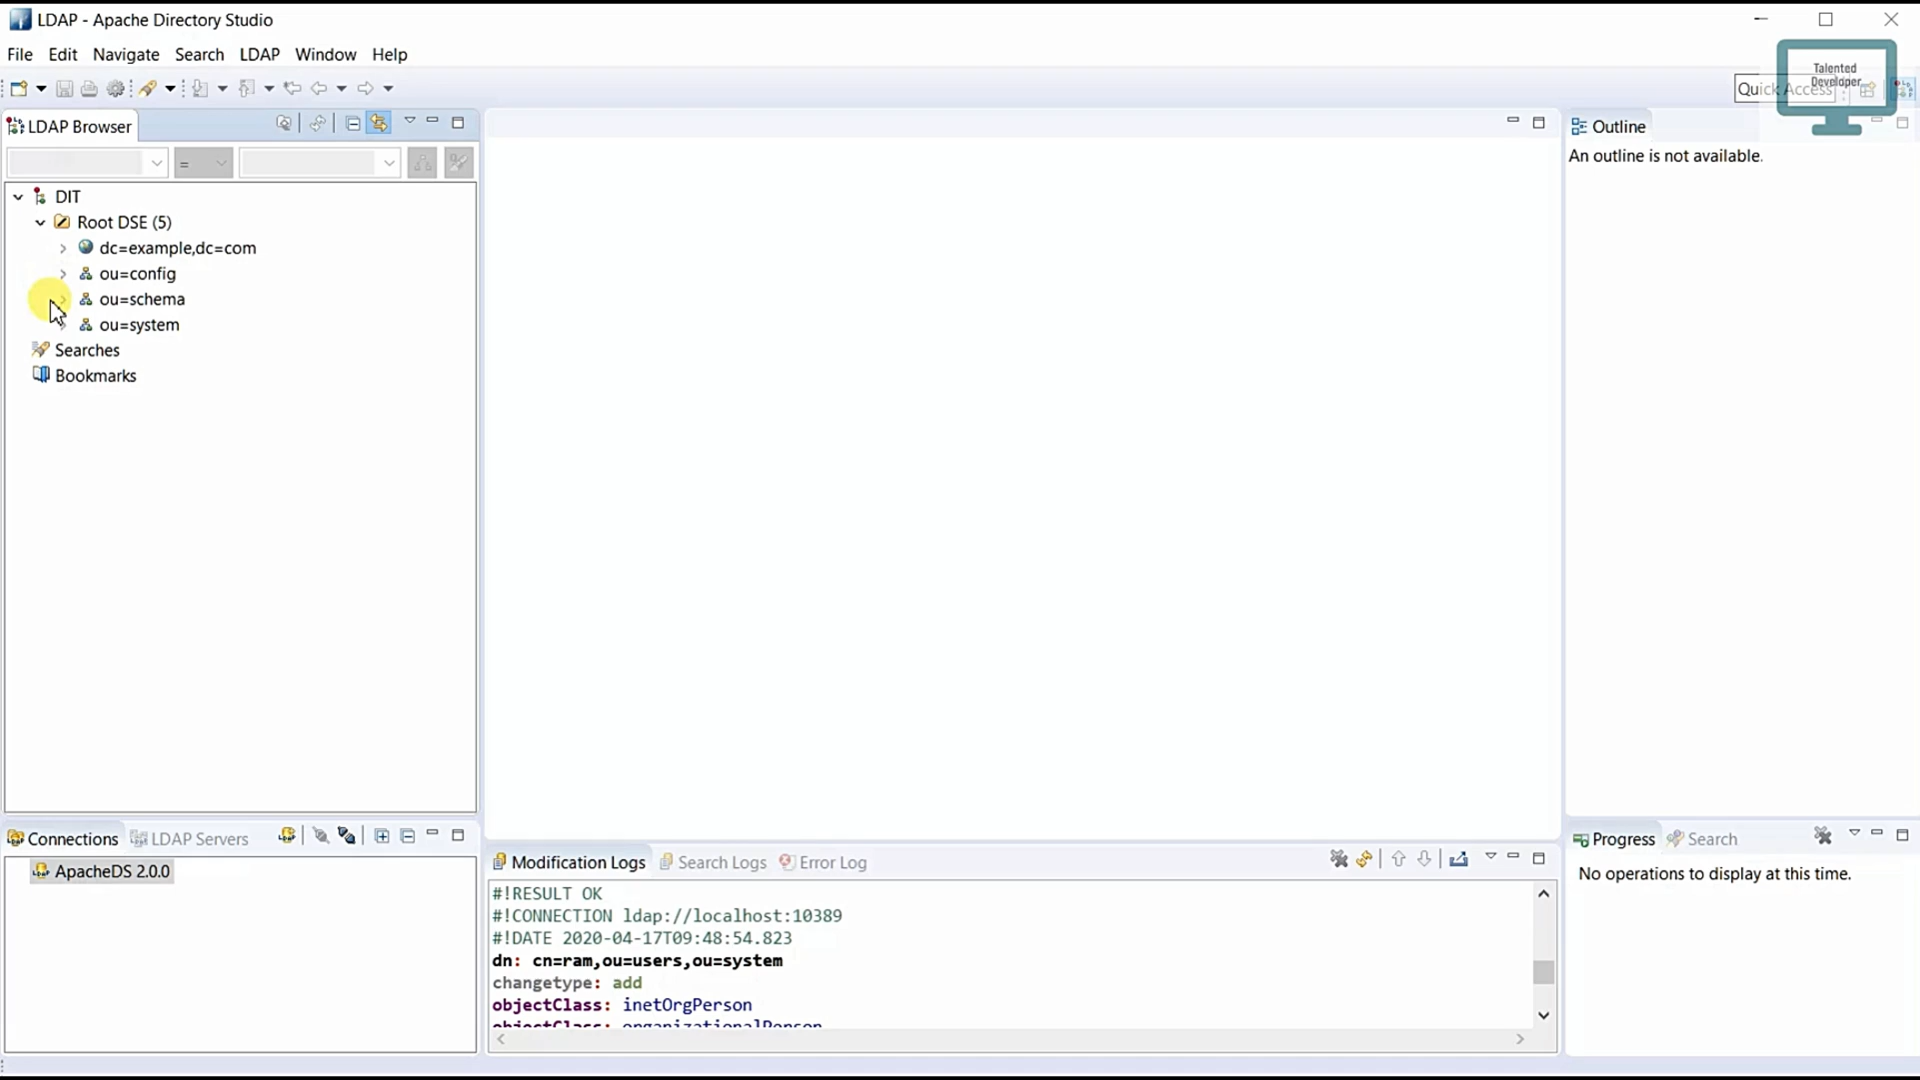 LDAP - Apache Directory Studio
File Edit Navigate Search LDAP Window Help
Talented
Developer
Quick Access
LDAP Browser
=
Outline
An outline is not available.
DIT
Root DSE (5)
dc=example,dc=com
ou=config
ou=schema
ou=system
Searches
Bookmarks
Connections LDAP Servers
ApacheDS 2.0.0
Modification Logs Search Logs Error Log
#!RESULT OK
#!CONNECTION ldap://localhost:10389
#!DATE 2020-04-17T09:48:54.823
dn: cn=ram,ou=users,ou=system
changetype: add
objectClass: inetOrgPerson
objectClass: organizationalPerson
Progress Search
No operations to display at this time.